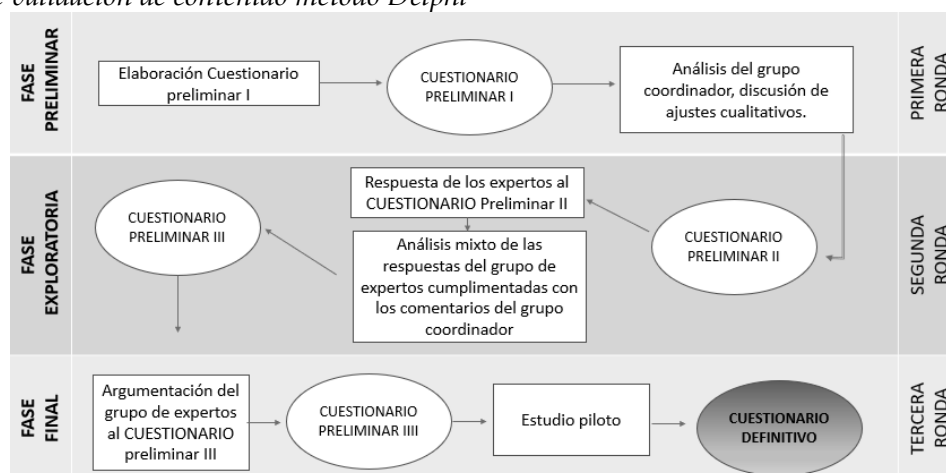 validación de contenido método Delphi
FASE
PRELIMINAR
Elaboración Cuestionario
preliminar I
CUESTIONARIO
PRELIMINAR I
Análisis del grupo
coordinador, discusión de
ajustes cualitativos.
PRIMERA
RONDA
FASE
EXPLORATORIA
CUESTIONARIO
PRELIMINAR III
Respuesta de los expertos al
CUESTIONARIO Preliminar II
Análisis mixto de las
respuestas del grupo de
expertos cumplimentadas con
los comentarios del grupo
coordinador
CUESTIONARIO
PRELIMINAR II
SEGUNDA
RONDA
FASE
FINAL
Argumentación del
grupo de expertos
al CUESTIONARIO
preliminar III
CUESTIONARIO
PRELIMINAR IIII
Estudio piloto
CUESTIONARIO
DEFINITIVO
TERCERA
RONDA